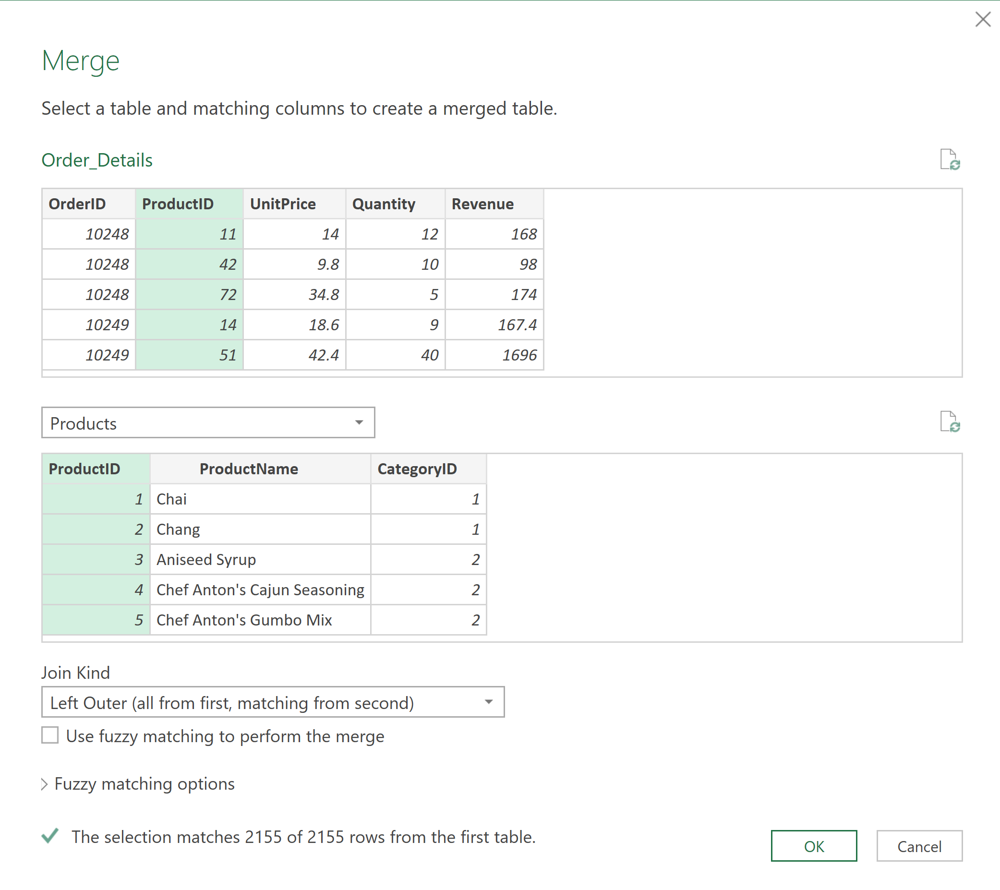 Merge
Select a table and matching columns to create a merged table.
Order_Details
OrderID ProductID UnitPrice Quantity Revenue
10248 11 14 12 168
10248 42 9.8 10 98
10248 72 34.8 5 174
10249 14 18.6 9 167.4
10249 51 42.4 40 1696
Products
ProductID ProductName CategoryID
1 Chai 1
2 Chang 1
3 Aniseed Syrup 2
4 Chef Anton's Cajun Seasoning 2
5 Chef Anton's Gumbo Mix 2
Join Kind
Left Outer (all from first, matching from second)
Use fuzzy matching to perform the merge
Fuzzy matching options
The selection matches 2155 of 2155 rows from the first table.
OK Cancel